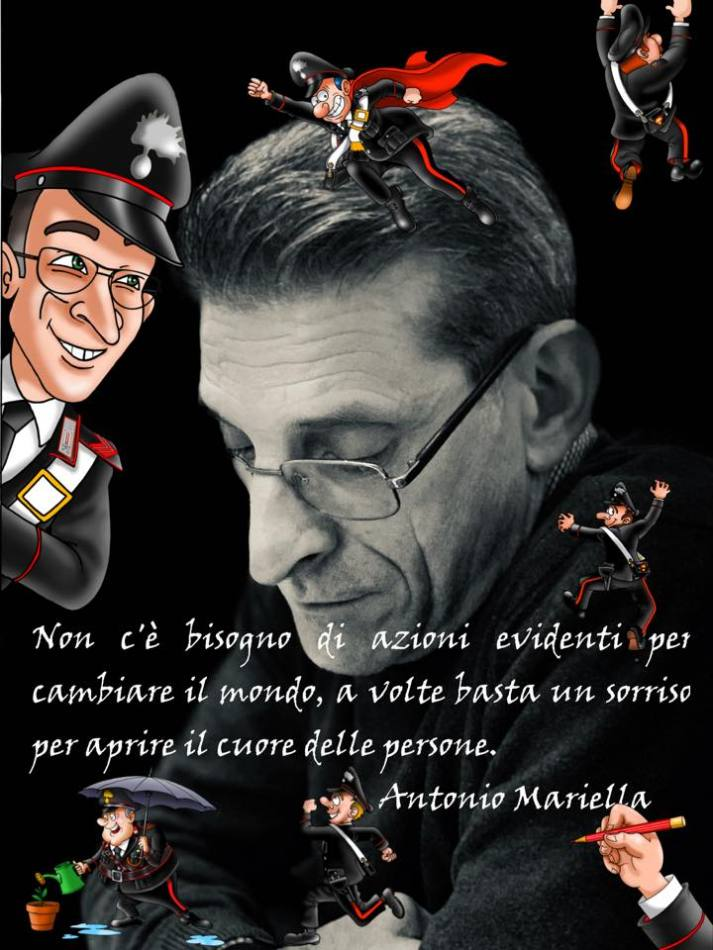 Non c'è bisogno di azioni evidenti per
cambiare il mondo, a volte basta un sorriso
per aprire il cuore delle persone.
Antonio Mariella